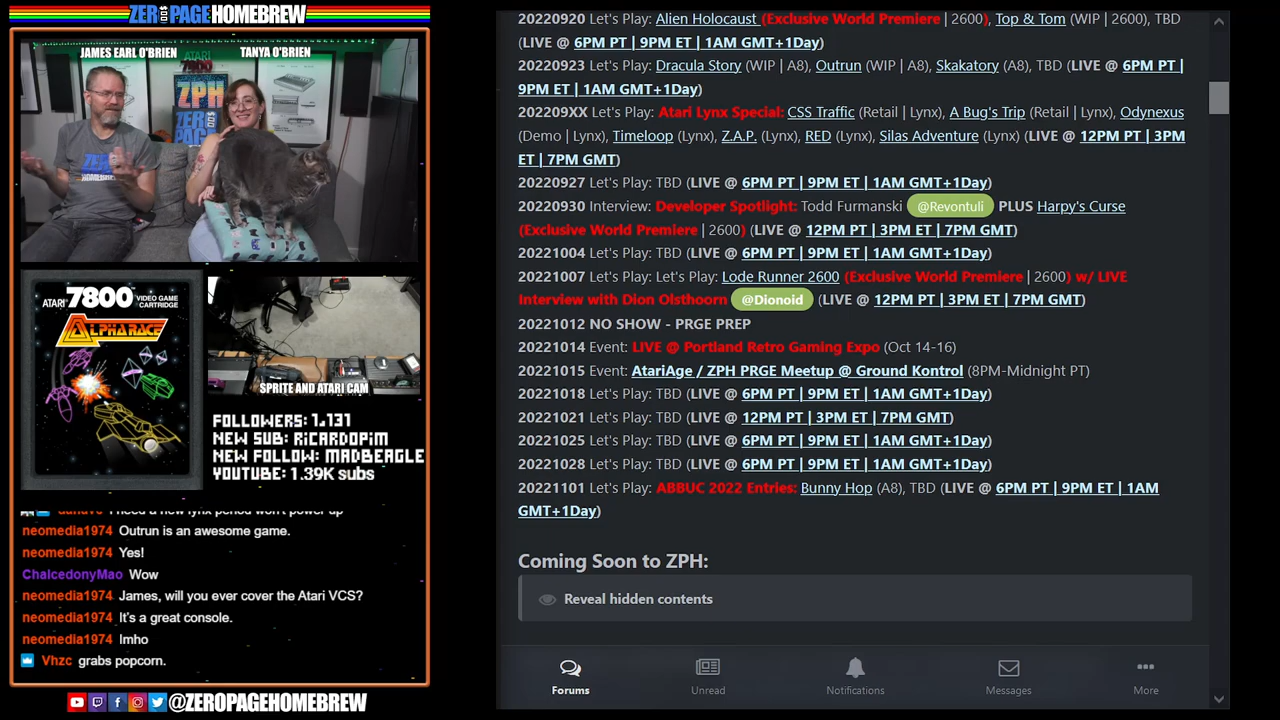 ZERO PAGE HOMEBREW
JAMES EARL O'BRIEN
TANYA O'BRIEN
ATARI
ZPH
ZERO
PAGE
ZERO
ATARI 7800 VIDEO GAME CARTRIDGE
ALPHARACE
SPRITE AND ATARI CAM
FOLLOWERS: 1,131
NEW SUB: RICARDOPIM
NEW FOLLOW: MADBEAGLE
YOUTUBE: 1.39K subs
I need a new lynx period won't power up
neomedia1974 Outrun is an awesome game.
neomedia1974 Yes!
ChalcedonyMao Wow
neomedia1974 James, will you ever cover the Atari VCS?
neomedia1974 It's a great console.
neomedia1974 Imho
Vhzc grabs popcorn.
@ZEROPAGEHOMEBREW
20220920 Let's Play: Alien Holocaust (Exclusive World Premiere | 2600), Top & Tom (WIP | 2600), TBD
(LIVE @ 6PM PT | 9PM ET | 1AM GMT+1Day)
20220923 Let's Play: Dracula Story (WIP | A8), Outrun (WIP | A8), Skakatory (A8), TBD (LIVE @ 6PM PT |
9PM ET | 1AM GMT+1Day)
202209XX Let's Play: Atari Lynx Special: CSS Traffic (Retail | Lynx), A Bug's Trip (Retail | Lynx), Odynexus
(Demo | Lynx), Timeloop (Lynx), Z.A.P. (Lynx), RED (Lynx), Silas Adventure (Lynx) (LIVE @ 12PM PT | 3PM
ET | 7PM GMT)
20220927 Let's Play: TBD (LIVE @ 6PM PT | 9PM ET | 1AM GMT+1Day)
20220930 Interview: Developer Spotlight: Todd Furmanski @Revontuli PLUS Harpy's Curse
(Exclusive World Premiere | 2600) (LIVE @ 12PM PT | 3PM ET | 7PM GMT)
20221004 Let's Play: TBD (LIVE @ 6PM PT | 9PM ET | 1AM GMT+1Day)
20221007 Let's Play: Let's Play: Lode Runner 2600 (Exclusive World Premiere | 2600) w/ LIVE
Interview with Dion Olsthoorn @Dionoid (LIVE @ 12PM PT | 3PM ET | 7PM GMT)
20221012 NO SHOW - PRGE PREP
20221014 Event: LIVE @ Portland Retro Gaming Expo (Oct 14-16)
20221015 Event: AtariAge / ZPH PRGE Meetup @ Ground Kontrol (8PM-Midnight PT)
20221018 Let's Play: TBD (LIVE @ 6PM PT | 9PM ET | 1AM GMT+1Day)
20221021 Let's Play: TBD (LIVE @ 12PM PT | 3PM ET | 7PM GMT)
20221025 Let's Play: TBD (LIVE @ 6PM PT | 9PM ET | 1AM GMT+1Day)
20221028 Let's Play: TBD (LIVE @ 6PM PT | 9PM ET | 1AM GMT+1Day)
20221101 Let's Play: ABBUC 2022 Entries: Bunny Hop (A8), TBD (LIVE @ 6PM PT | 9PM ET | 1AM
GMT+1Day)
Coming Soon to ZPH:
Reveal hidden contents
Forums
Unread
Notifications
Messages
More